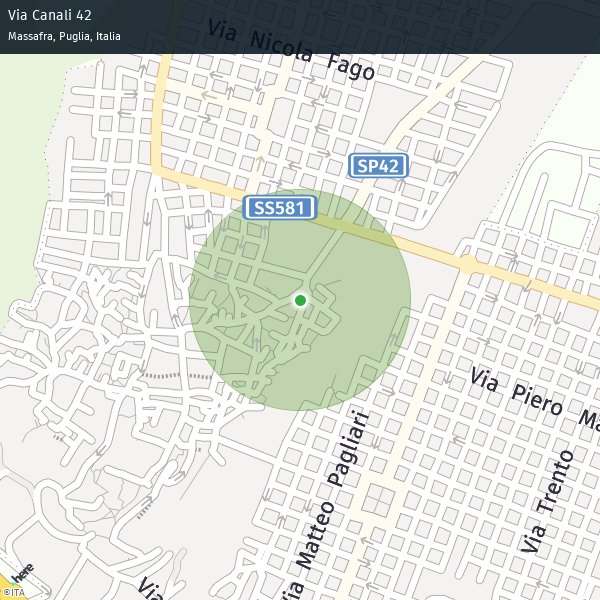 Via Canali 42
Massafra, Puglia, Italia
Via Nicola Fago
SP42
SS581
Via Piero Ma
Via Matteo Pagliari
Via Trento
Via
here
©ITA